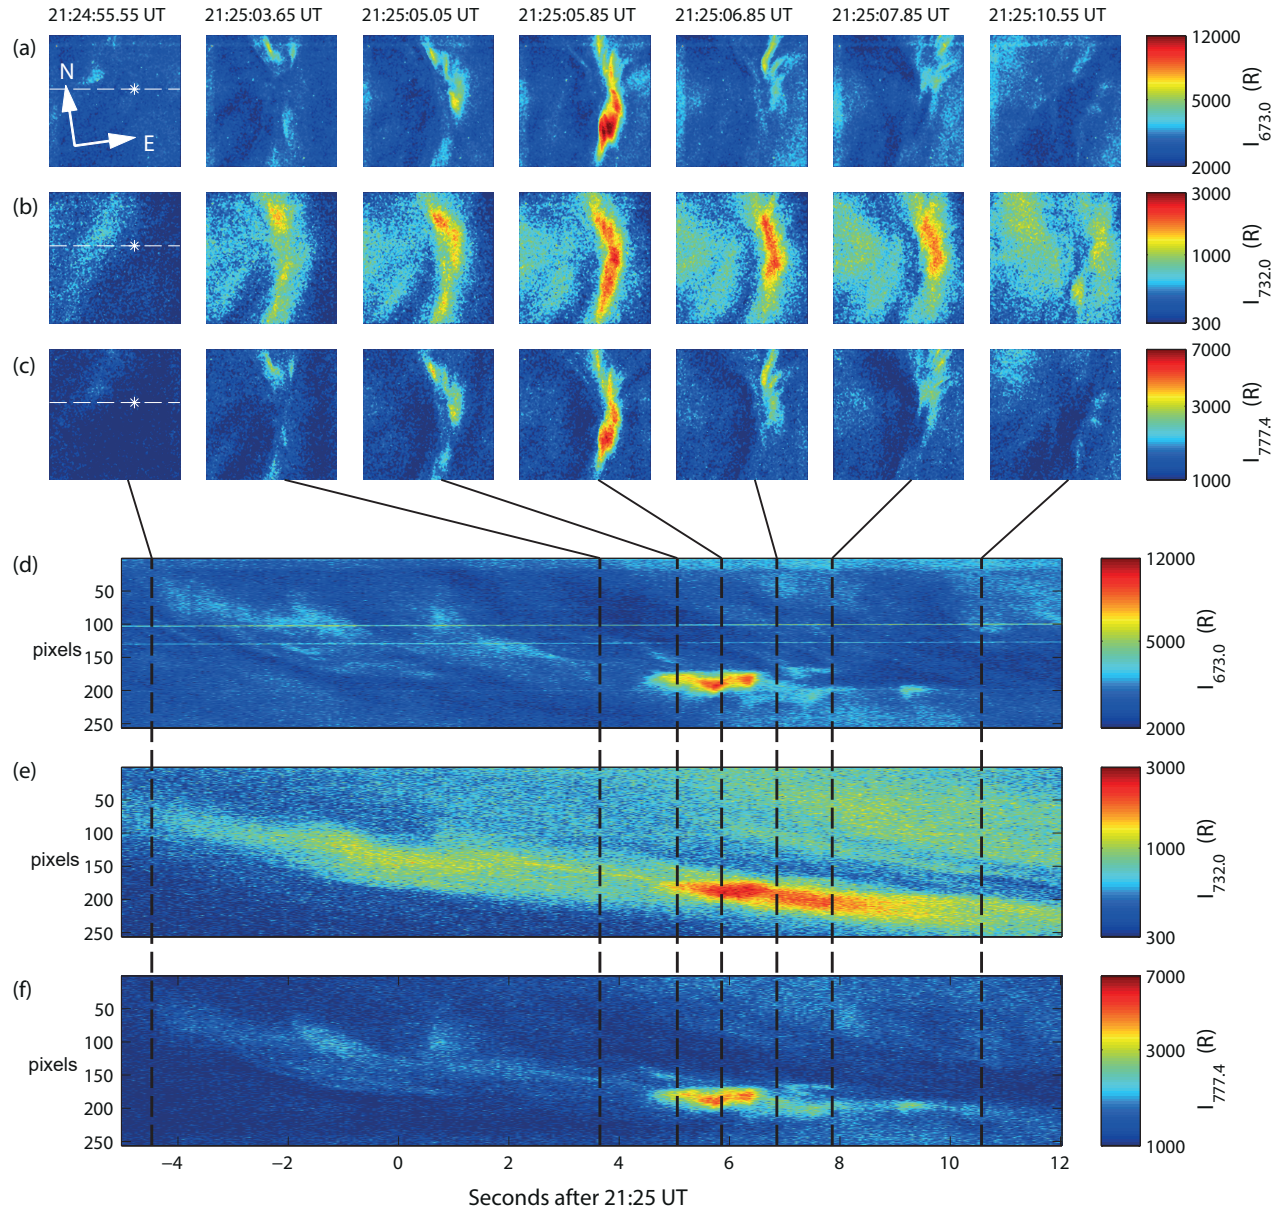 21:24:55.55 UT 21:25:03.65 UT 21:25:05.05 UT 21:25:05.85 UT 21:25:06.85 UT 21:25:07.85 UT 21:25:10.55 UT
(a)
N
E
12000
5000
2000
I673.0 (R)
(b)
3000
1000
300
I732.0 (R)
(c)
7000
3000
1000
I777.4 (R)
(d)
50
100
pixels
150
200
250
12000
5000
2000
I673.0 (R)
(e)
50
100
pixels
150
200
250
3000
1000
300
I732.0 (R)
(f)
50
100
pixels
150
200
250
7000
3000
1000
I777.4 (R)
−4 −2 0 2 4 6 8 10 12
Seconds after 21:25 UT